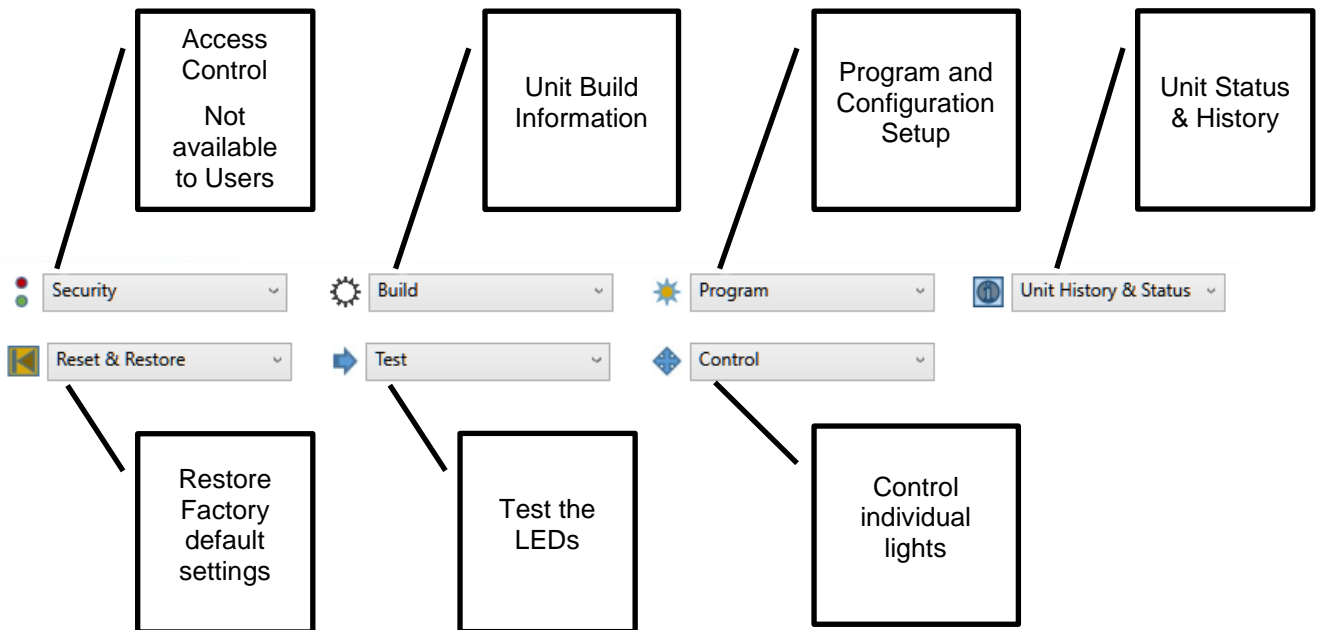 Access
Control
Not
available
to Users
Unit Build
Information
Program and
Configuration
Setup
Unit Status
& History
Security
Build
Program
Unit History & Status
Reset & Restore
Test
Control
Restore
Factory
default
settings
Test the
LEDs
Control
individual
lights